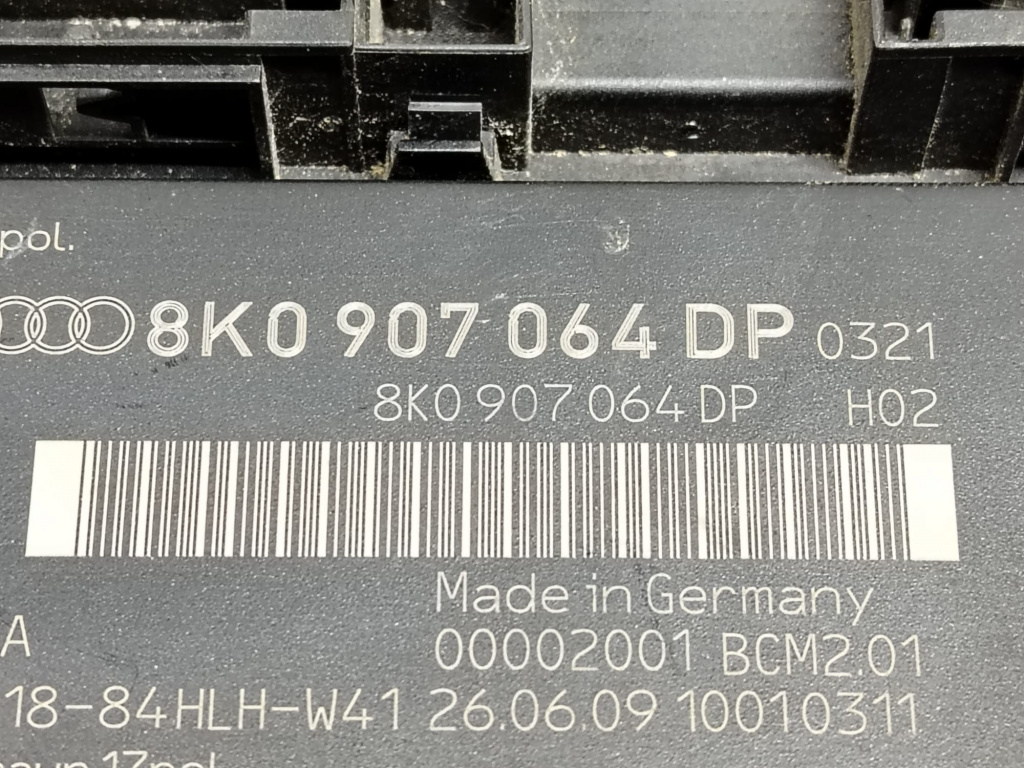 pol.
8K0 907 064 DP 0321
8K0 907 064 DP H02
Made in Germany
A
00002001 BCM2.01
18-84HLH-W41 26.06.09 10010311
17pol